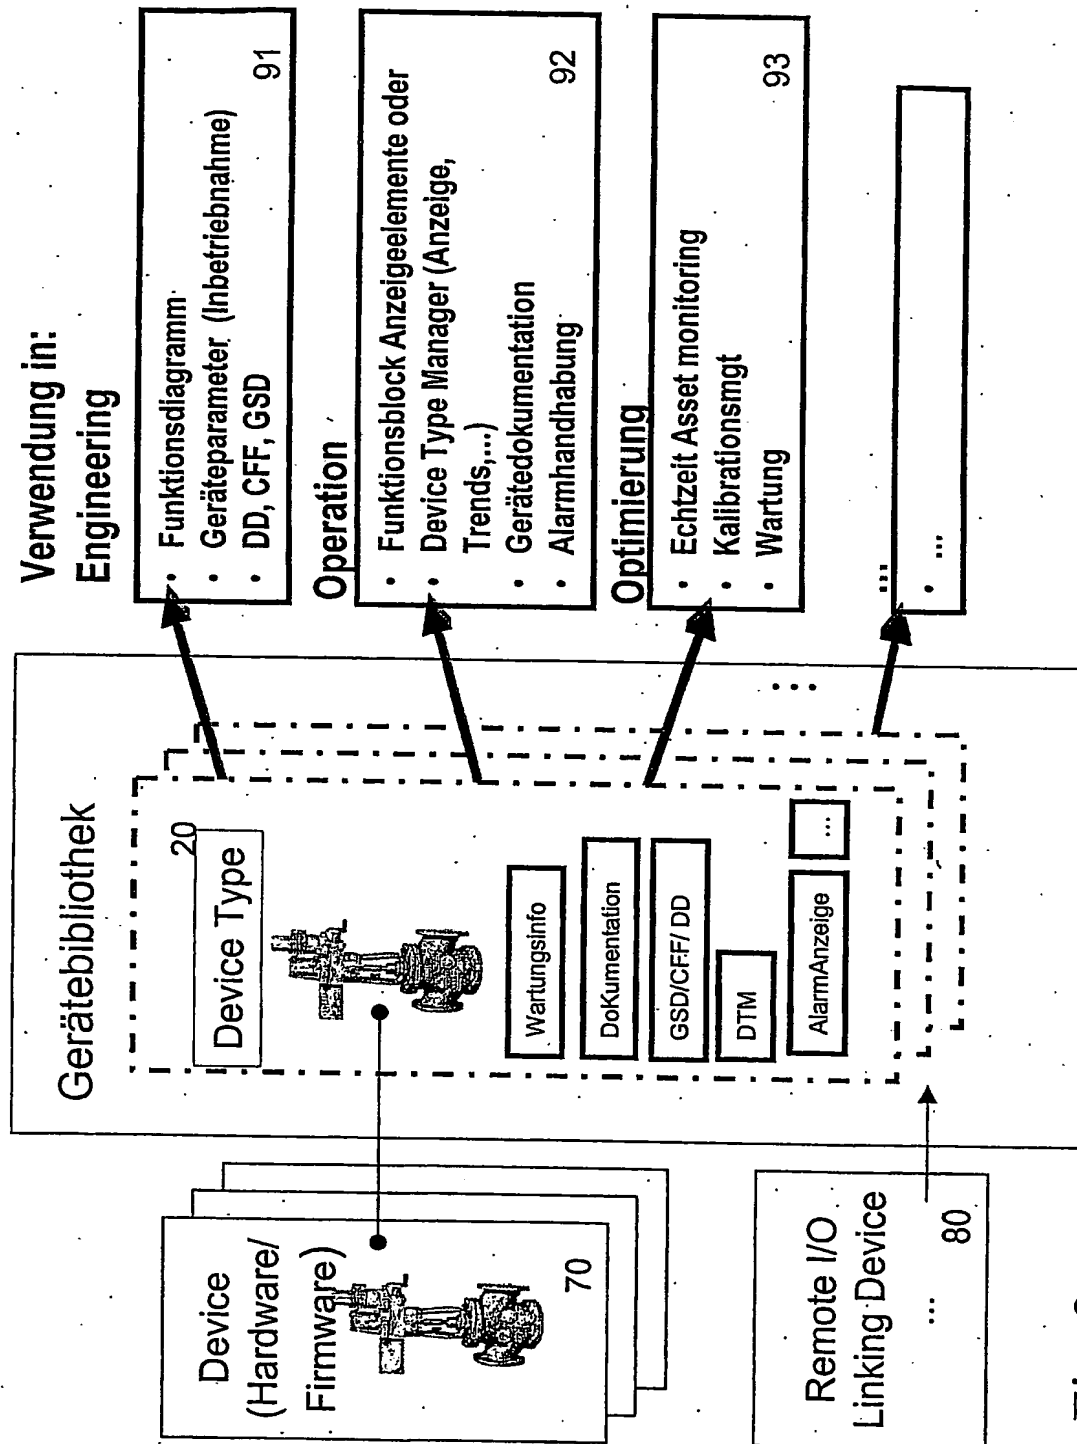 Device
(Hardware/
Firmware)
70
Remote I/O
Linking Device
...
80
Gerätebibliothek
20
Device Type
Wartungsinfo
DoKumentation
GSD/CFF/ DD
DTM
AlarmAnzeige
...
...
Verwendung in:
Engineering
• Funktionsdiagramm
• Geräteparameter (Inbetriebnahme)
• DD, CFF, GSD
91
Operation
• Funktionsblock Anzeigeelemente oder
• Device Type Manager (Anzeige,
Trends,...)
• Gerätedokumentation
• Alarmhandhabung
92
Optimierung
• Echtzeit Asset monitoring
• Kalibrationsmgt
• Wartung
93
...
• ...